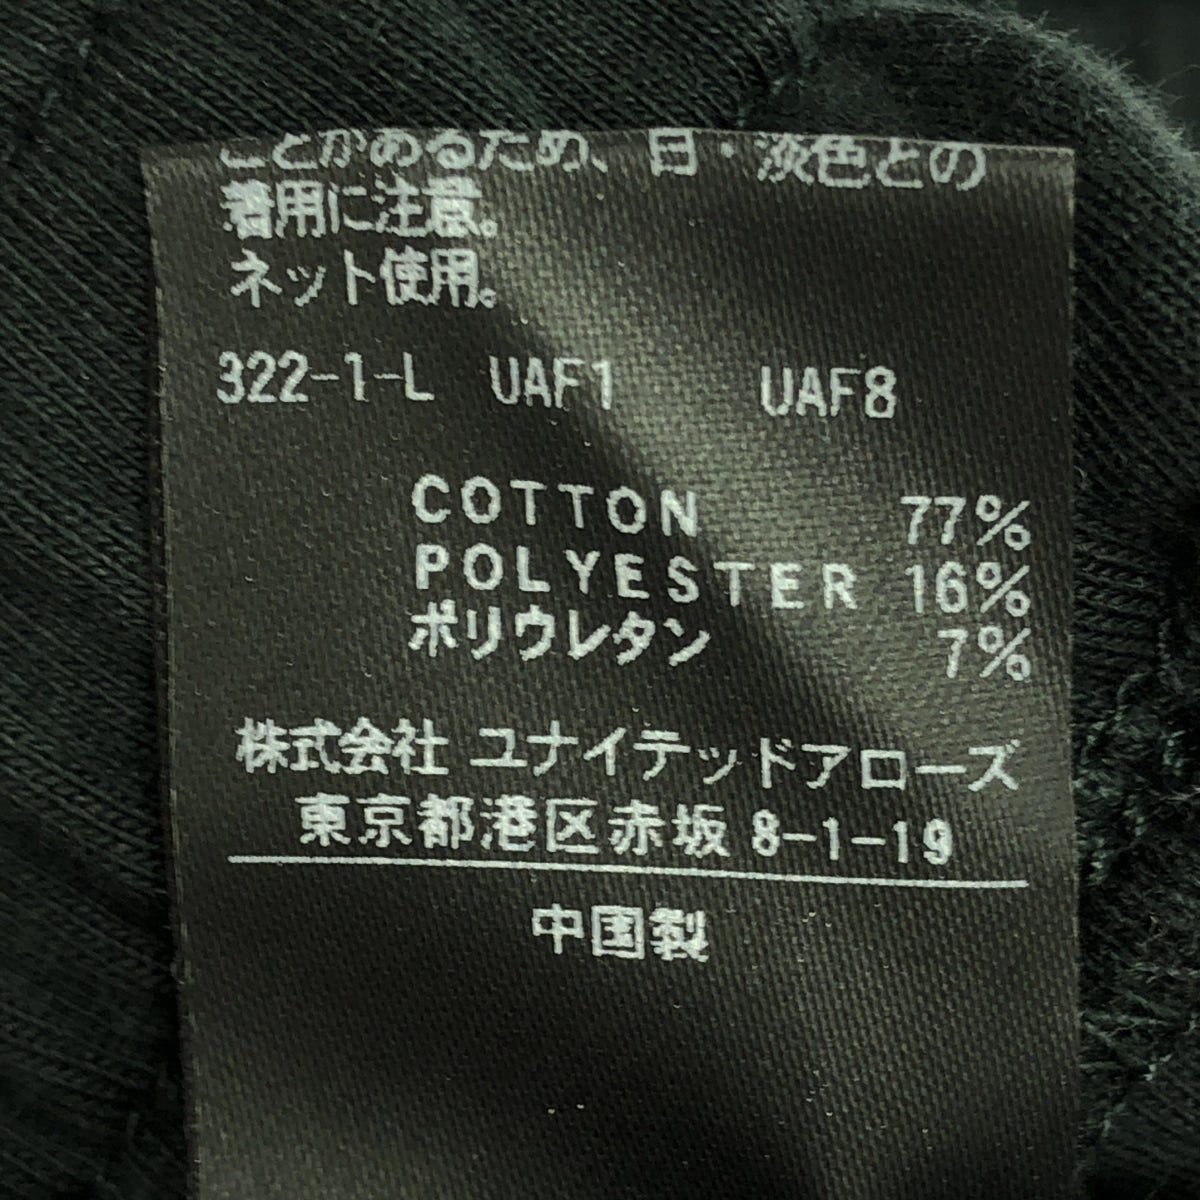 ことがあるため、白・淡色との
着用に注意。
ネット使用。
322-1-L UAF1 UAF8
COTTON 77%
POLYESTER 16%
ポリウレタン 7%
株式会社 ユナイテッドアローズ
東京都港区赤坂 8-1-19
中国製